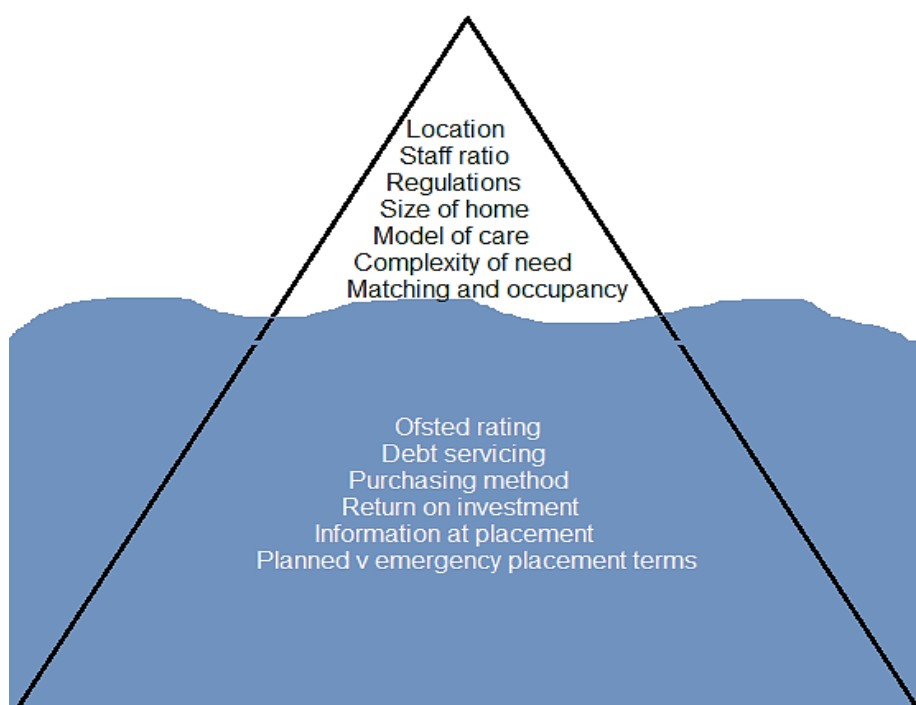 Location
Staff ratio
Regulations
Size of home
Model of care
Complexity of need
Matching and occupancy
Ofsted rating
Debt servicing
Purchasing method
Return on investment
Information at placement
Planned v emergency placement terms